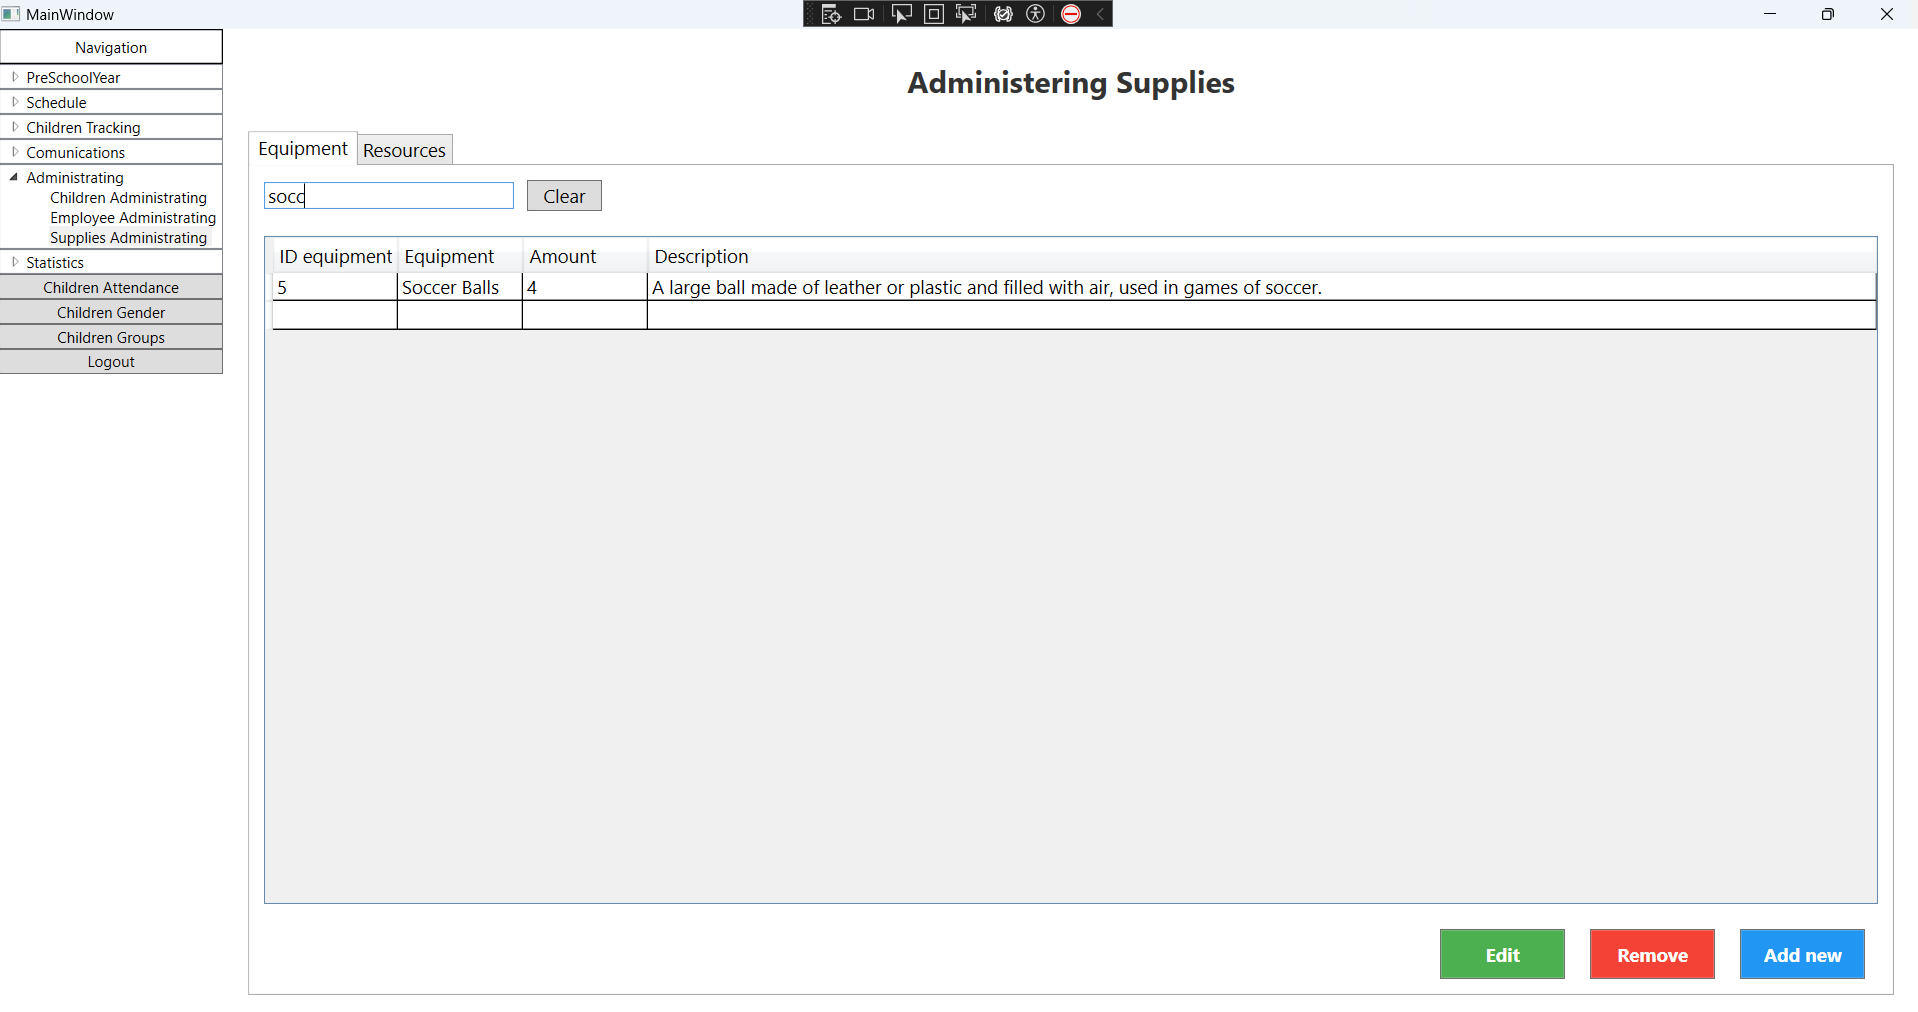 MainWindow
Navigation
PreSchoolYear
Schedule
Children Tracking
Comunications
Administrating
Children Administrating
Employee Administrating
Supplies Administrating
Statistics
Children Attendance
Children Gender
Children Groups
Logout
Administering Supplies
Equipment Resources
socc Clear
ID equipment Equipment Amount Description
5 Soccer Balls 4 A large ball made of leather or plastic and filled with air, used in games of soccer.
Edit Remove Add new